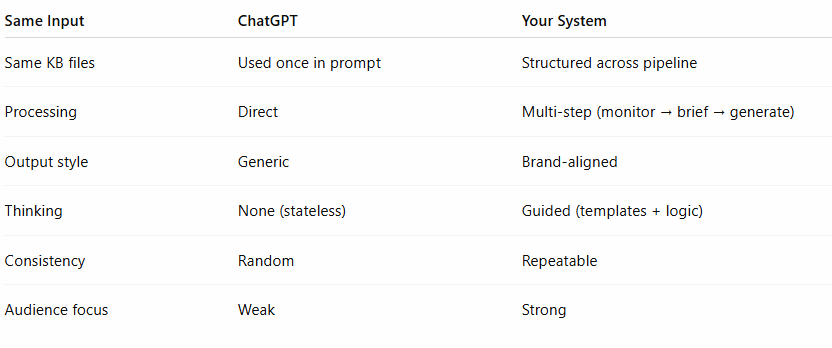 Same Input ChatGPT Your System
Same KB files Used once in prompt Structured across pipeline
Processing Direct Multi-step (monitor → brief → generate)
Output style Generic Brand-aligned
Thinking None (stateless) Guided (templates + logic)
Consistency Random Repeatable
Audience focus Weak Strong